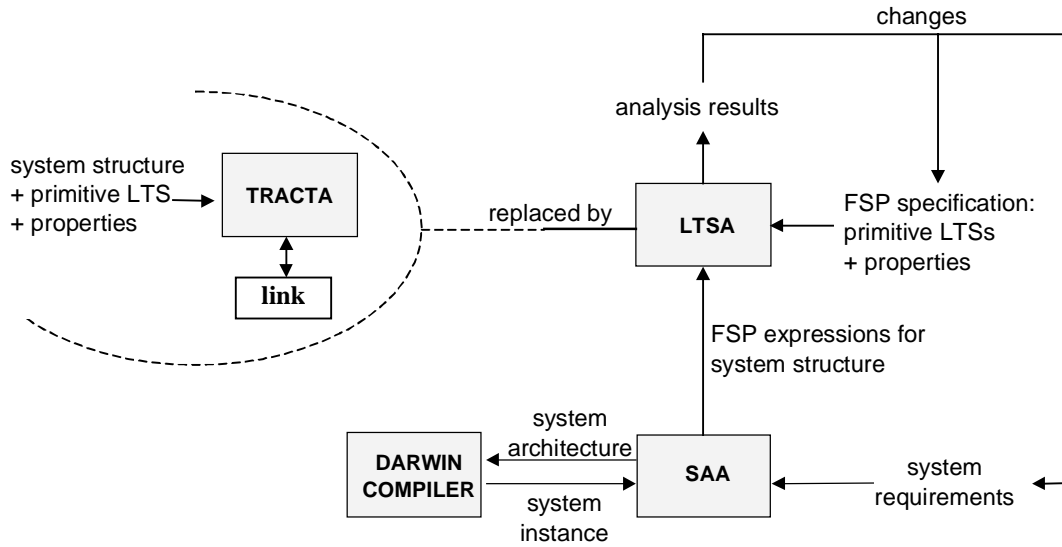 changes
analysis results
system structure
+ primitive LTS
+ properties
TRACTA
link
replaced by
LTSA
FSP specification:
primitive LTSs
+ properties
FSP expressions for
system structure
system
architecture
DARWIN
COMPILER
system
instance
SAA
system
requirements